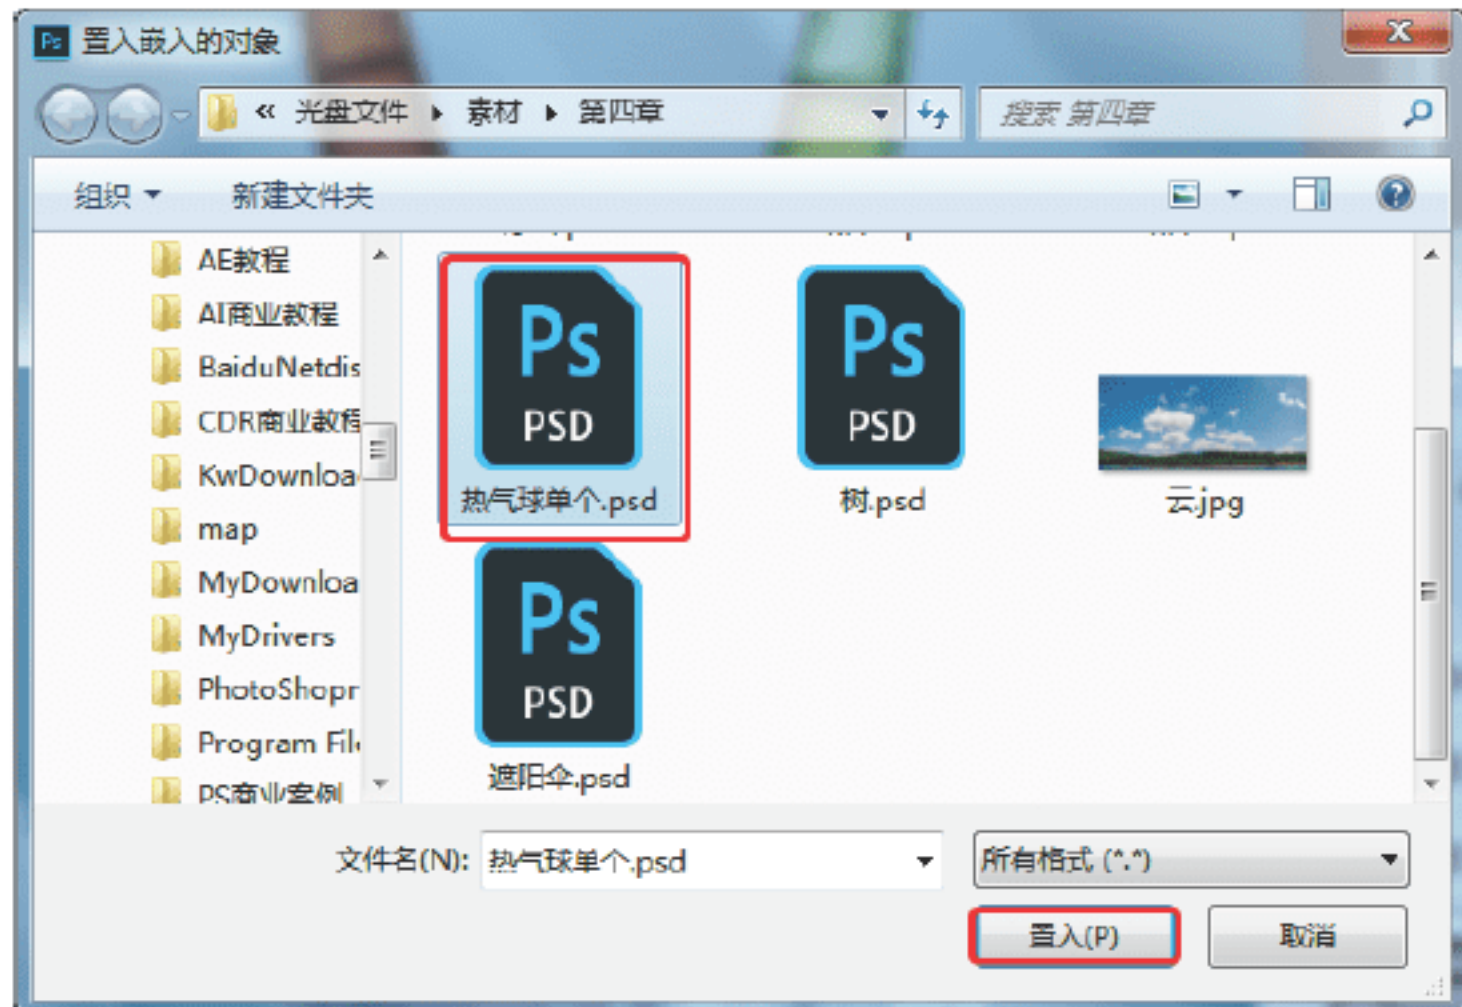 Ps 置入嵌入的对象
« 光盘文件 ▸ 素材 ▸ 第四章
搜索 第四章
组织 新建文件夹
AE教程
AI商业教程
BaiduNetdis
CDR商业教程
KwDownloa
map
MyDownloa
MyDrivers
PhotoShopr
Program File
PS商业案例
Ps
PSD
热气球单个.psd
Ps
PSD
树.psd
云.jpg
Ps
PSD
遮阳伞.psd
文件名(N): 热气球单个.psd
所有格式 (*.*)
置入(P) 取消